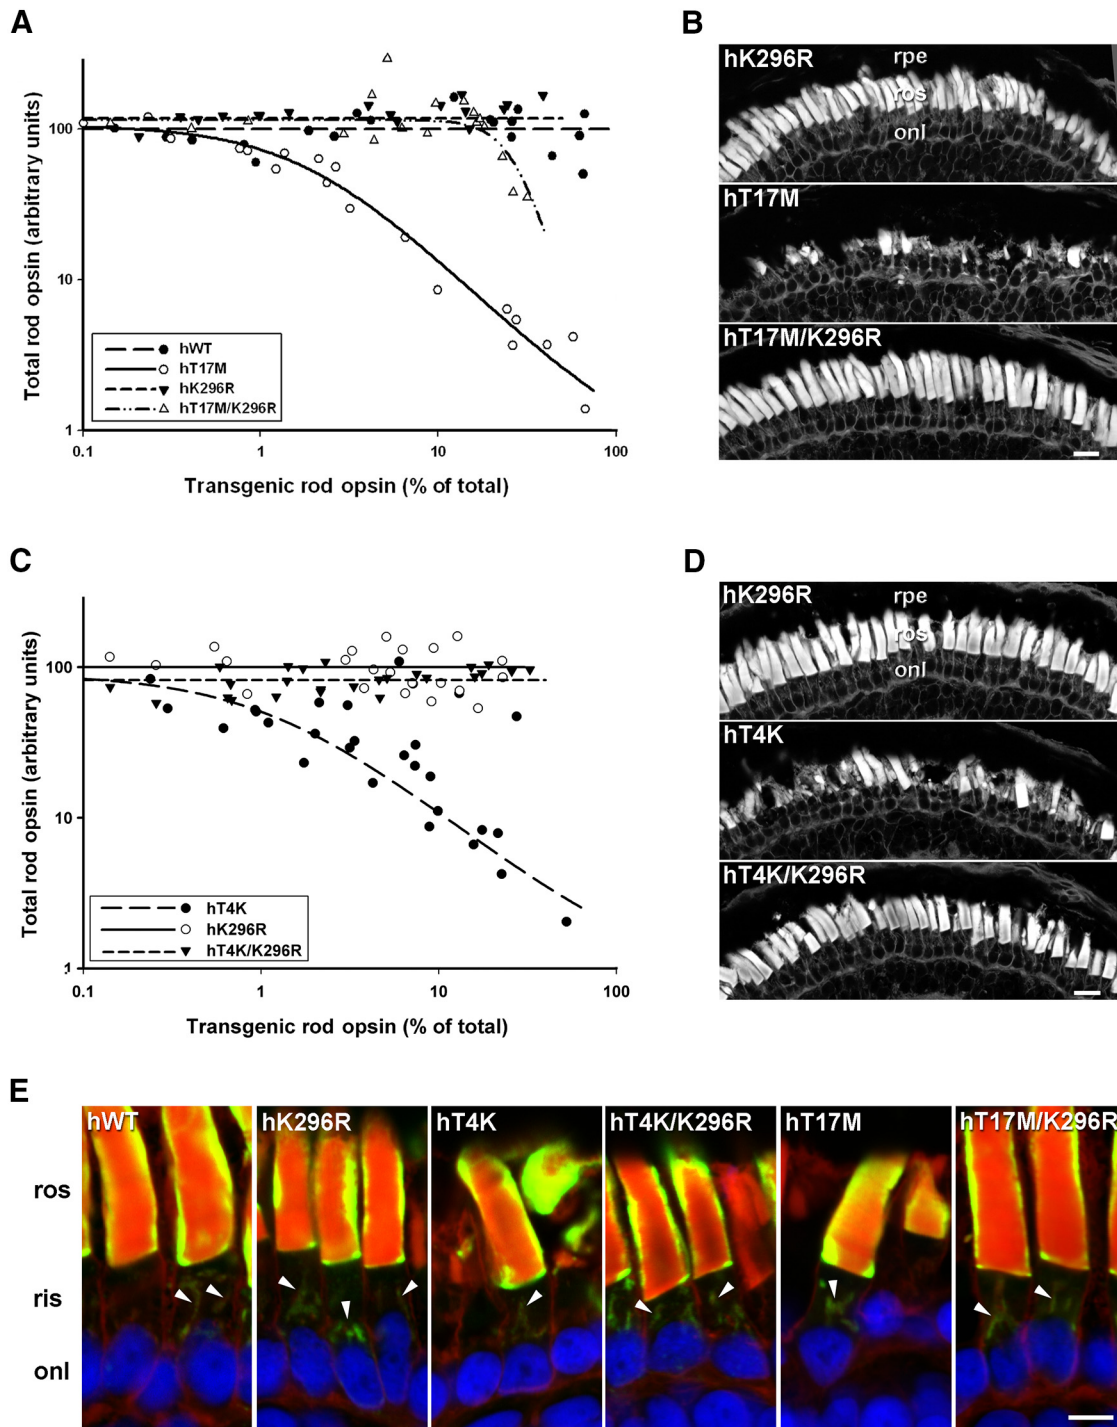 A
Total rod opsin (arbitrary units)
100
10
1
0.1
1
10
100
Transgenic rod opsin (% of total)
hWT
hT17M
hK296R
hT17M/K296R
B
hK296R
rpe
ros
onl
hT17M
hT17M/K296R
C
Total rod opsin (arbitrary units)
100
10
1
0.1
1
10
100
Transgenic rod opsin (% of total)
hT4K
hK296R
hT4K/K296R
D
hK296R
rpe
ros
onl
hT4K
hT4K/K296R
E
hWT
hK296R
hT4K
hT4K/K296R
hT17M
hT17M/K296R
ros
ris
onl